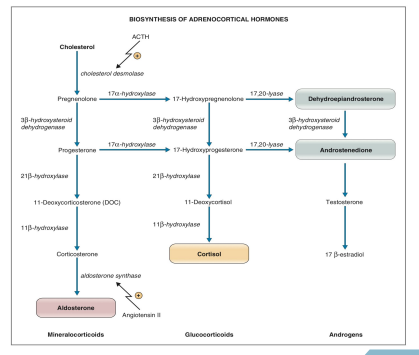 BIOSYNTHESIS OF ADRENOCORTICAL HORMONES
ACTH
Cholesterol
+
cholesterol desmolase
17α-hydroxylase
17,20-lyase
Pregnenolone
17-Hydroxypregnenolone
Dehydroepiandrosterone
3β-hydroxysteroid
dehydrogenase
3β-hydroxysteroid
dehydrogenase
3β-hydroxysteroid
dehydrogenase
17α-hydroxylase
17,20-lyase
Progesterone
17-Hydroxyprogesterone
Androstenedione
21β-hydroxylase
21β-hydroxylase
11-Deoxycorticosterone (DOC)
11-Deoxycortisol
Testosterone
11β-hydroxylase
11β-hydroxylase
Corticosterone
Cortisol
17 β-estradiol
aldosterone synthase
+
Aldosterone
Angiotensin II
Mineralocorticoids
Glucocorticoids
Androgens